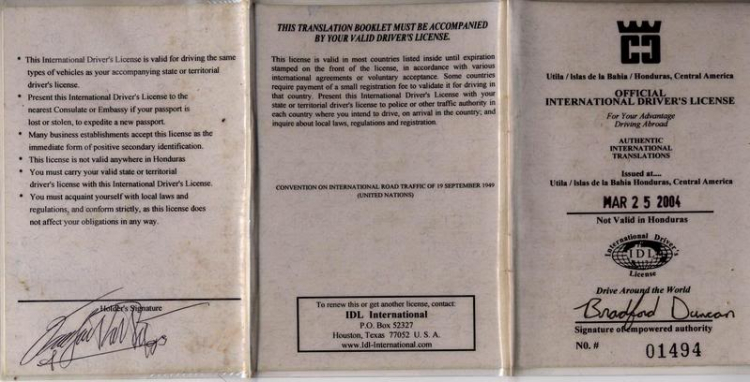 * This International Driver's License is valid for driving the same
types of vehicles as your accompanying state or territorial
driver's license.
* Present this International Driver's License to the
nearest Consulate or Embassy if your passport is
lost or stolen, to expedite a new passport.
* Many business establishments accept this license as the
immediate form of positive secondary identification.
* This license is not valid anywhere in Honduras
* You must carry your valid state or territorial
driver's license with this International Driver's License.
* You must acquaint yourself with local laws and
regulations, and conform strictly, as this license does
not affect your obligations in any way.
Holder's Signature
THIS TRANSLATION BOOKLET MUST BE ACCOMPANIED
BY YOUR VALID DRIVER'S LICENSE.
This license is valid in most countries listed inside until expiration
stamped on the front of the license, in accordance with various
international agreements or voluntary acceptance. Some countries
require payment of a small registration fee to validate it for driving in
that country. Present this International Driver's License with your
state or territorial driver's license to police or other traffic authority in
each country where you intend to drive, on arrival in the country; and
inquire about local laws, regulations and registration.
CONVENTION ON INTERNATIONAL ROAD TRAFFIC OF 19 SEPTEMBER 1949
(UNITED NATIONS)
To renew this or get another license, contact:
IDL International
P.O. Box 52327
Houston, Texas 77052 U. S. A.
www.Idl-International.com
Utila / Islas de la Bahia / Honduras, Central America
OFFICIAL
INTERNATIONAL DRIVER'S LICENSE
For Your Advantage
Driving Abroad
AUTHENTIC
INTERNATIONAL
TRANSLATIONS
Issued at....
Utila / Islas de la Bahia Honduras, Central America
MAR 25 2004
Not Valid in Honduras
International Driver's
IDL
License
Drive Around the World
Bradford Duncan
Signature of empowered authority
NO. # 01494